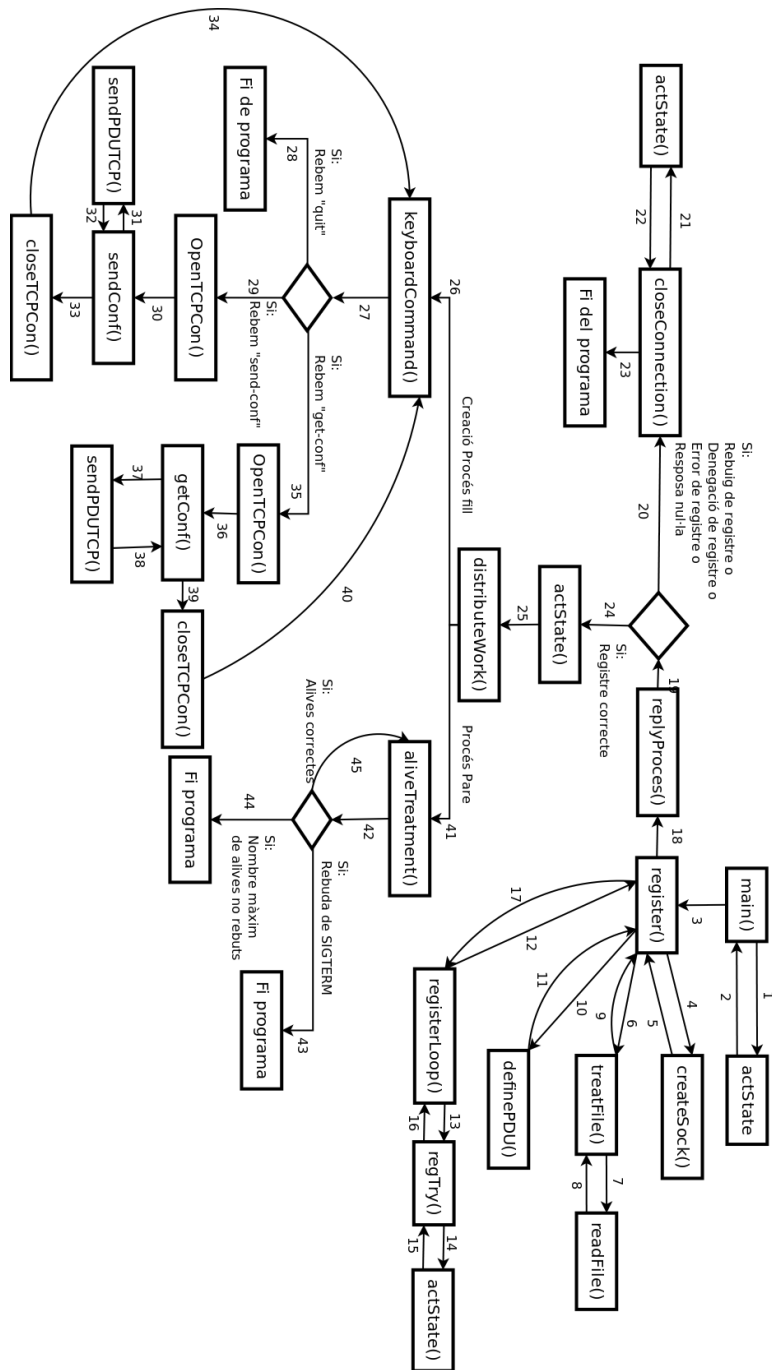 main()
1
2
actState
3
register()
4
5
createSock()
6
9
treatFile()
7
8
readFile()
10
11
definePDU()
12
17
registerLoop()
13
16
regTry()
14
15
actState()
18
replyProces()
19
20
Si:
Rebuig de registre o
Denegació de registre o
Error de registre o
Resposa nul·la
closeConnection()
21
22
actState()
23
Fi del programa
24
Si:
Registre correcte
actState()
25
distributeWork()
26
Creació Procés fill
Procés Pare
41
keyboardCommand()
27
28
Si:
Rebem "quit"
Fi de programa
29
Si:
Rebem "send-conf"
OpenTCPCon()
30
sendConf()
31
32
sendPDUTCP()
33
closeTCPCon()
34
Si:
Rebem "get-conf"
35
OpenTCPCon()
36
getConf()
37
38
sendPDUTCP()
39
closeTCPCon()
40
aliveTreatment()
42
45
Si:
Alives correctes
44
Si:
Nombre màxim
de alives no rebuts
Fi programa
Si:
Rebuda de SIGTERM
43
Fi programa